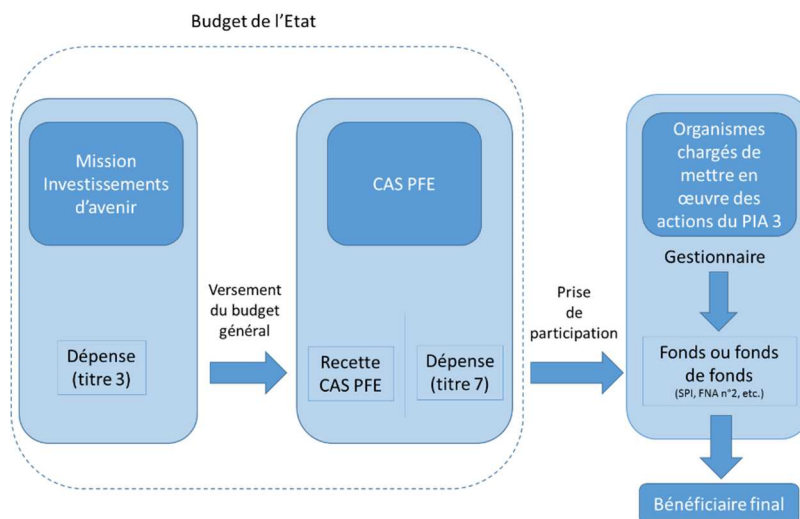 Budget de l'Etat
Mission
Investissements
d'avenir
Dépense
(titre 3)
Versement
du budget
général
CAS PFE
Recette
CAS PFE
Dépense
(titre 7)
Prise
de
participation
Organismes
chargés de
mettre en
œuvre des
actions du PIA 3
Gestionnaire
Fonds ou fonds
de fonds
(SPI, FNA n°2, etc.)
Bénéficiaire final